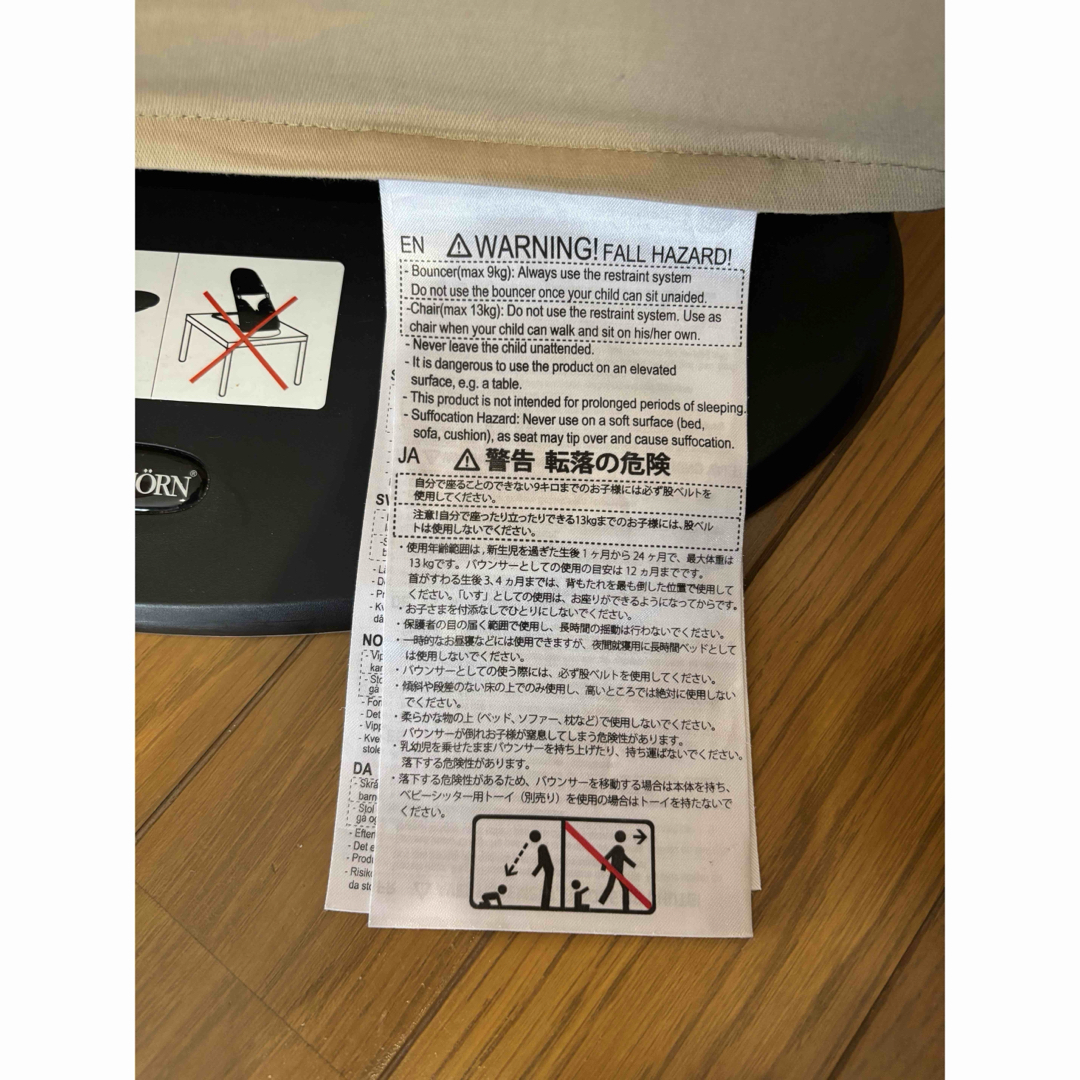 EN ⚠WARNING! FALL HAZARD!
- Bouncer(max 9kg): Always use the restraint system
Do not use the bouncer once your child can sit unaided.
-Chair(max 13kg): Do not use the restraint system. Use as
chair when your child can walk and sit on his/her own.
- Never leave the child unattended.
- It is dangerous to use the product on an elevated
surface, e.g. a table.
- This product is not intended for prolonged periods of sleeping.
- Suffocation Hazard: Never use on a soft surface (bed,
sofa, cushion), as seat may tip over and cause suffocation.
JA ⚠ 警告 転落の危険
自分で座ることのできない9キロまでのお子様には必ず股ベルトを
使用してください。
注意!自分で座ったり立ったりできる13kgまでのお子様には、股ベル
トは使用しないでください。
・使用年齢範囲は, 新生児を過ぎた生後1ヶ月から24ヶ月で、最大体重は
13kgです。バウンサーとしての使用の目安は12ヵ月までです。
首がすわる生後3、4ヵ月までは、背もたれを最も倒した位置で使用して
ください。「いす」としての使用は、お座りができるようになってからです。
・お子さまを付添なしでひとりにしないでください。
・保護者の目の届く範囲で使用し、長時間の揺動は行わないでください。
・一時的なお昼寝などには使用できますが、夜間就寝用に長時間ベッドとして
は使用しないでください。
・バウンサーとしての使う際には、必ず股ベルトを使用してください。
・傾斜や段差のない床の上でのみ使用し、高いところでは絶対に使用しない
でください。
・柔らかな物の上(ベッド、ソファー、枕など)で使用しないでください。
バウンサーが倒れお子様が窒息してしまう危険性があります。
・乳幼児を乗せたままバウンサーを持ち上げたり、持ち運ばないでください。
落下する危険性があります。
・落下する危険性があるため、バウンサーを移動する場合は本体を持ち、
ベビーシッター用トーイ(別売り)を使用の場合はトーイを持たないで
ください。
JÖRN®
SV
NO
- Vip
- Sto
gå
- For
- Det
- Vipp
- Kve
stole
DA
- Skrå
barn
- Stol
gå og
- Efter
- Det e
- Produ
- Risiko
da sto